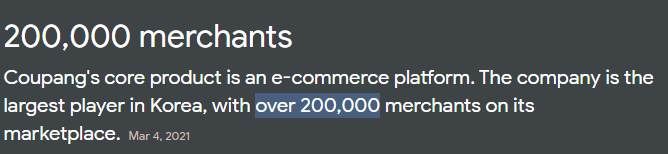 200,000 merchants
Coupang's core product is an e-commerce platform. The company is the
largest player in Korea, with over 200,000 merchants on its
marketplace. Mar 4, 2021